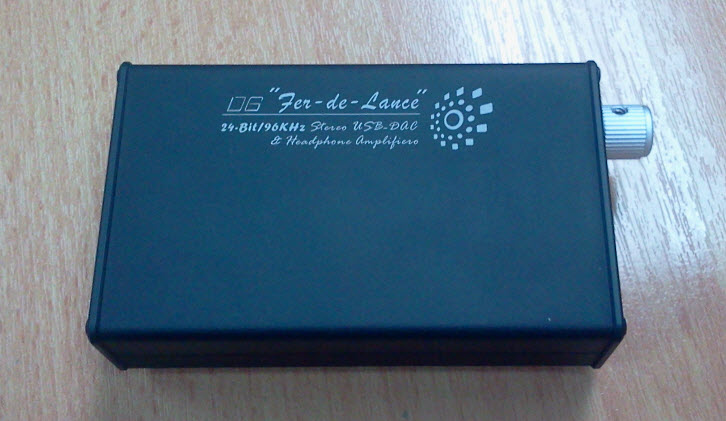 DG "Fer-de-Lance"
24-Bit/96KHz Stereo USB-DAC
& Headphone Amplifiero